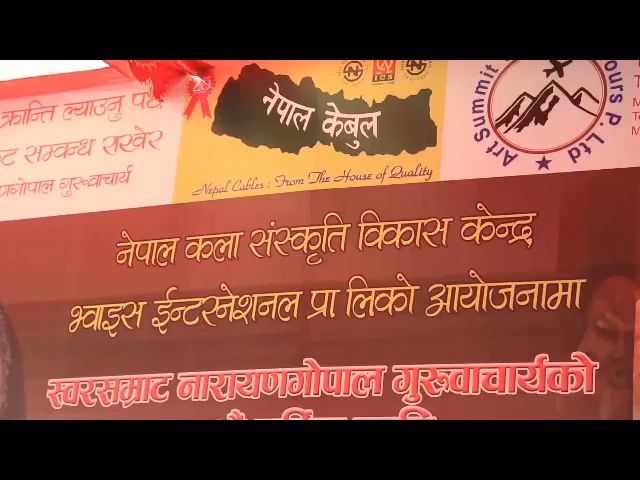 क्रान्ति ल्याउनु पर्छ
सम्बन्ध राखेर
गोपाल गुरुवाचार्य
नेपाल केबुल
Nepal Cables : From The House of Quality
Art Summit
ours P. Ltd
नेपाल कला संस्कृति विकास केन्द्र
भ्वाइस ईन्टरनेशनल प्रा लिको आयोजनामा
स्वरसम्राट नारायणगोपाल गुरुवाचार्यको